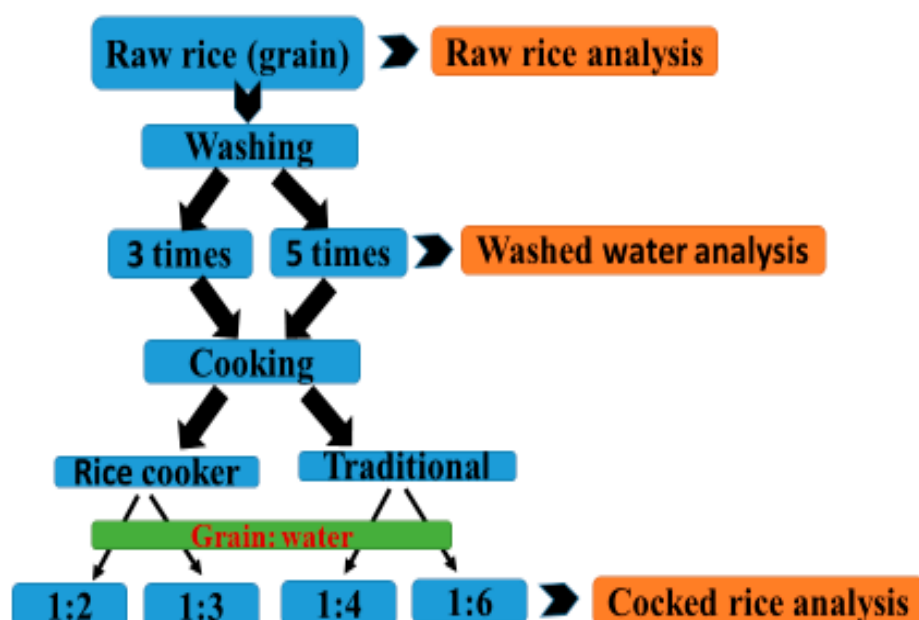 Raw rice (grain)
Raw rice analysis
Washing
3 times
5 times
Washed water analysis
Cooking
Rice cooker
Traditional
Grain: water
1:2
1:3
1:4
1:6
Cocked rice analysis